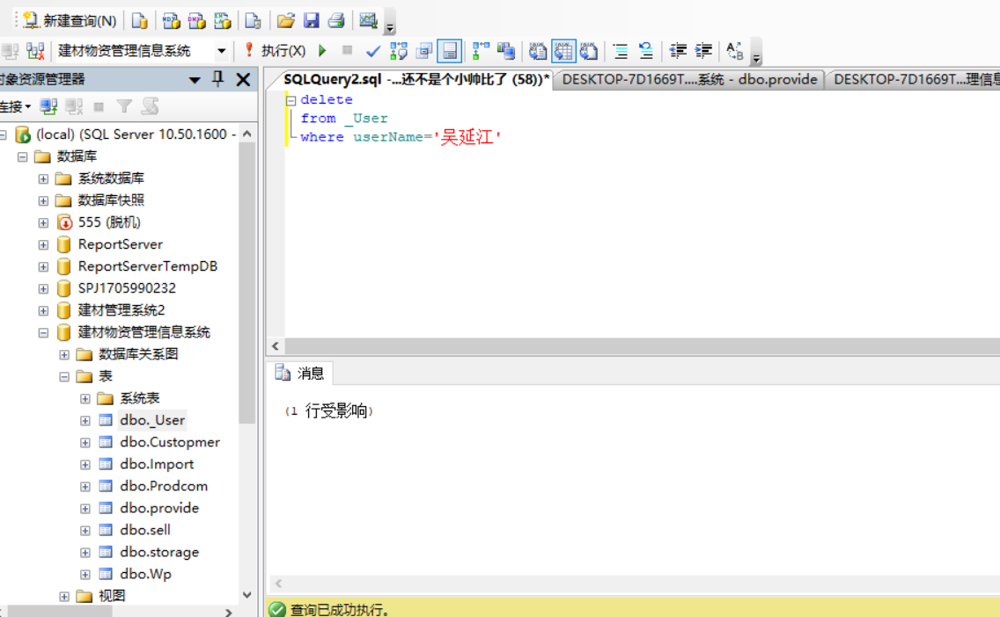 新建查询(N)
建材物资管理信息系统
执行(X)
对象资源管理器
连接
(local) (SQL Server 10.50.1600 -
数据库
系统数据库
数据库快照
555 (脱机)
ReportServer
ReportServerTempDB
SPJ1705990232
建材管理系统2
建材物资管理信息系统
数据库关系图
表
系统表
dbo._User
dbo.Custopmer
dbo.Import
dbo.Prodcom
dbo.provide
dbo.sell
dbo.storage
dbo.Wp
视图
SQLQuery2.sql -...还不是个小帅比了 (58))*
DESKTOP-7D1669T....系统 - dbo.provide
DESKTOP-7D1669T...理信息
delete
from _User
where userName='吴延江'
消息
(1 行受影响)
查询已成功执行。